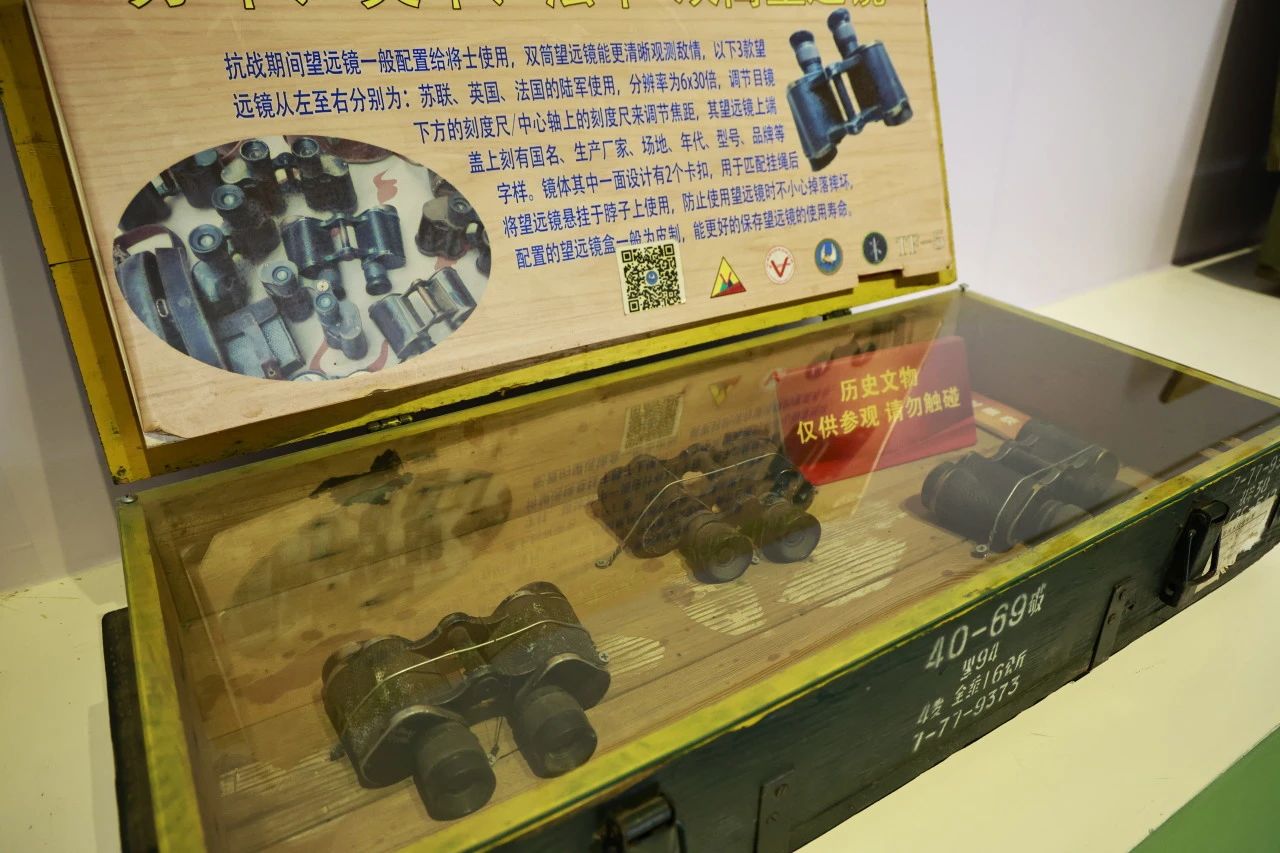 抗战期间望远镜一般配置给将士使用，双筒望远镜能更清晰观测敌情，以下3款望
远镜从左至右分别为：苏联、英国、法国的陆军使用，分辨率为6x30倍，调节目镜
下方的刻度尺/中心轴上的刻度尺来调节焦距，其望远镜上端
盖上刻有国名、生产厂家、场地、年代、型号、品牌等
字样。镜体其中一面设计有2个卡扣，用于匹配挂绳后
将望远镜悬挂于脖子上使用，防止使用望远镜时不小心掉落摔坏，
配置的望远镜盒一般为皮制，能更好的保存望远镜的使用寿命。
TF-5
历史文物
仅供参观 请勿触碰
40-69破
4发 全重16公斤
7-77-9373